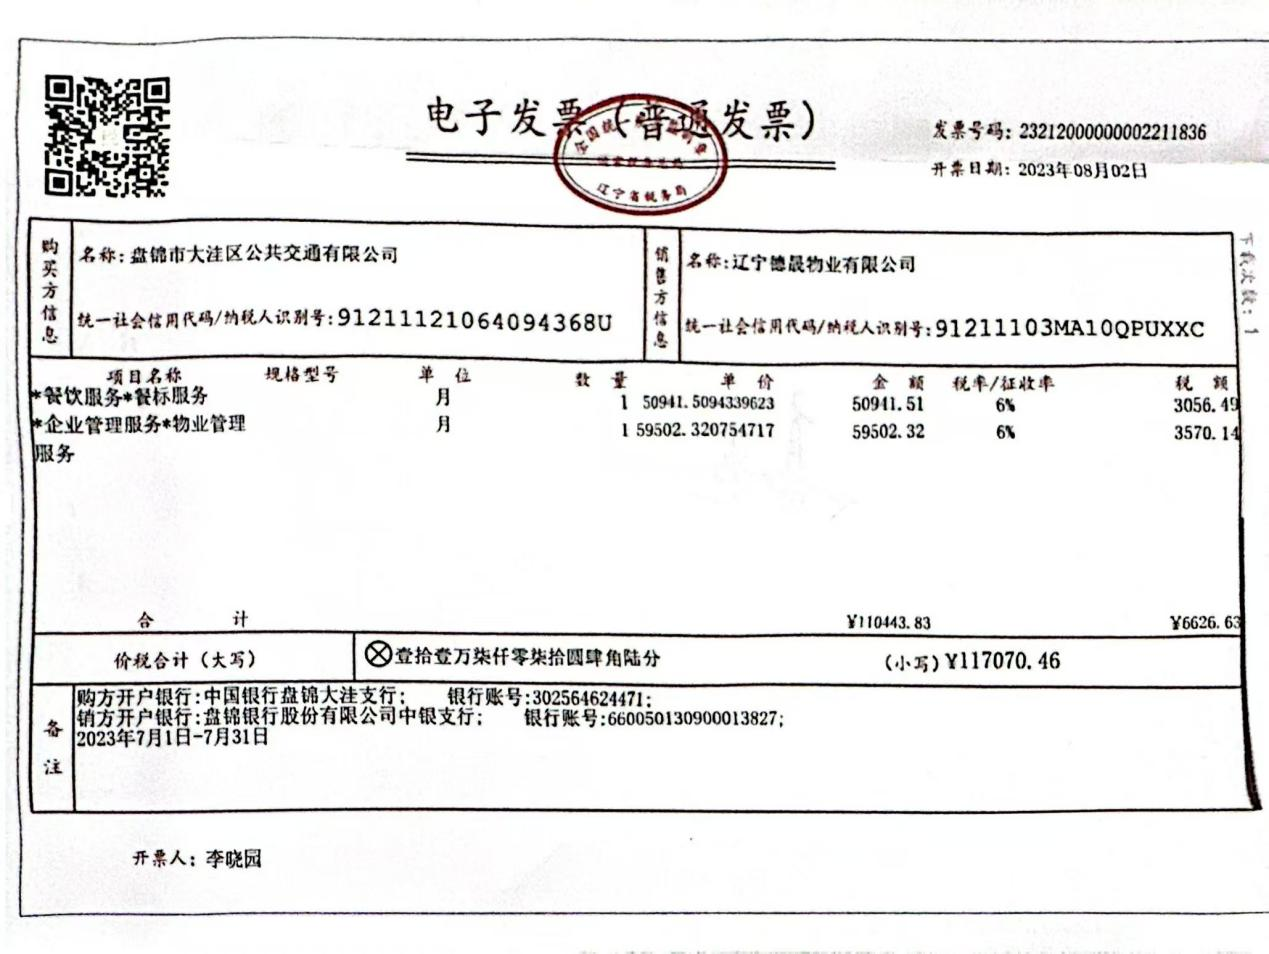 电子发票（普通发票）
辽宁省税务局
发票号码：23212000000002211836
开票日期：2023年08月02日
购买方信息
名称：盘锦市大洼区公共交通有限公司
统一社会信用代码/纳税人识别号：91211121064094368U
销售方信息
名称：辽宁德晟物业有限公司
统一社会信用代码/纳税人识别号：91211103MA10QPUXXC
下载次数：1
项目名称 规格型号 单位 数量 单价 金额 税率/征收率 税额
*餐饮服务*餐标服务 月 1 50941.5094339623 50941.51 6% 3056.49
*企业管理服务*物业管理 月 1 59502.320754717 59502.32 6% 3570.14
服务
合计 ¥110443.83 ¥6626.63
价税合计（大写） ⊗壹拾壹万柒仟零柒拾圆肆角陆分 （小写）¥117070.46
备注
购方开户银行:中国银行盘锦大洼支行; 银行账号:302564624471;
销方开户银行:盘锦银行股份有限公司中银支行; 银行账号:660050130900013827;
2023年7月1日-7月31日
开票人：李晓园